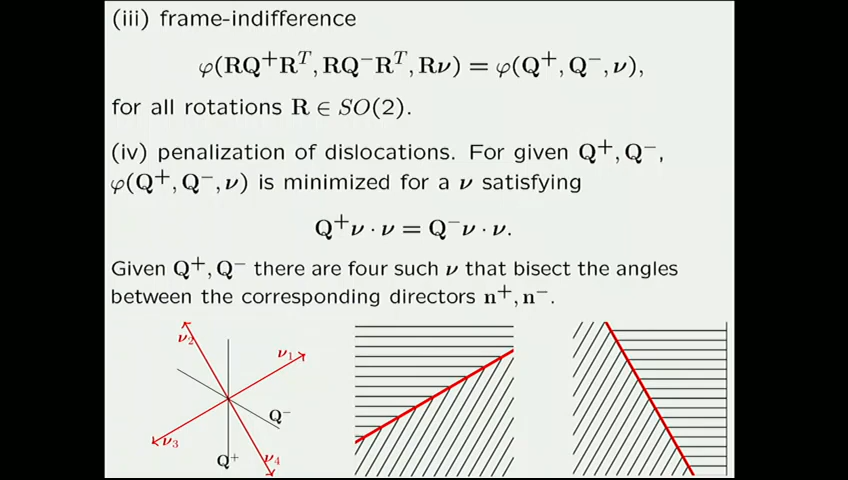 (iii) frame-indifference
φ(RQ⁺Rᵀ, RQ⁻Rᵀ, Rν) = φ(Q⁺, Q⁻, ν),
for all rotations R ∈ SO(2).
(iv) penalization of dislocations. For given Q⁺, Q⁻,
φ(Q⁺, Q⁻, ν) is minimized for a ν satisfying
Q⁺ν · ν = Q⁻ν · ν.
Given Q⁺, Q⁻ there are four such ν that bisect the angles
between the corresponding directors n⁺, n⁻.
ν₂
ν₁
Q⁻
ν₃
Q⁺
ν₄